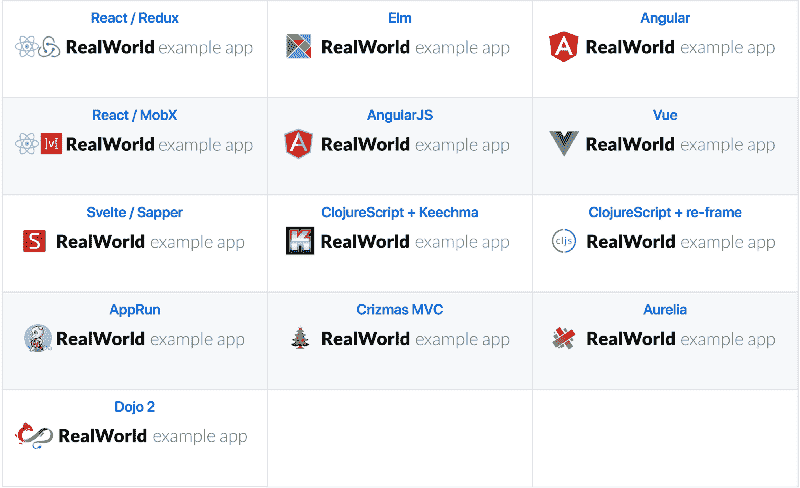 React / Redux
RealWorld example app
Elm
RealWorld example app
Angular
A
RealWorld example app
React / MobX
M
RealWorld example app
AngularJS
A
RealWorld example app
Vue
RealWorld example app
Svelte / Sapper
S
RealWorld example app
ClojureScript + Keechma
K
RealWorld example app
ClojureScript + re-frame
cljs
RealWorld example app
AppRun
RealWorld example app
Crizmas MVC
RealWorld example app
Aurelia
RealWorld example app
Dojo 2
RealWorld example app